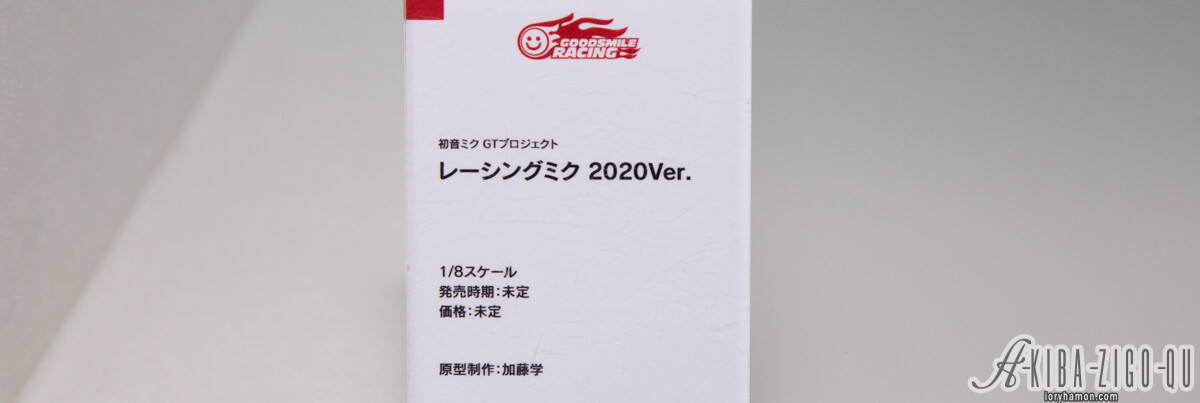 GOODSMILE
RACING
初音ミク GTプロジェクト
レーシングミク 2020Ver.
1/8スケール
発売時期:未定
価格:未定
原型制作:加藤学
A-KIBA-ZIGO-QU
loryhamon.com